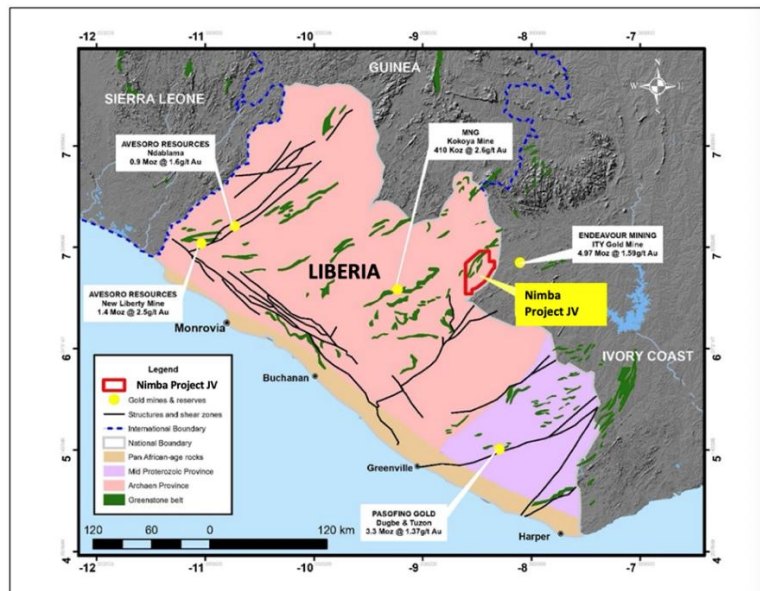 -12 -11 -10 -9 -8 -7
GUINEA
N
W
SIERRA LEONE
AVESORO RESOURCES
Ndablama
0.9 Moz @ 1.6g/t Au
MNG
Kokoya Mine
410 Koz @ 2.6g/t Au
7 7
ENDEAVOUR MINING
ITY Gold Mine
4.97 Moz @ 1.59g/t Au
7 7
LIBERIA
Nimba
Project JV
AVESORO RESOURCES
New Liberty Mine
1.4 Moz @ 2.5g/t Au
Monrovia
6 6
IVORY COAST
Buchanan
Legend
Nimba Project JV
Gold mines & reserves
Structures and shear zones
International Boundary
National Boundary
Pan African-age rocks
Mid Proterozoic Province
Archaen Province
Greenstone belt
5 5
Greenville
PASOFINO GOLD
Dugbe & Tuzon
3.3 Moz @ 1.37g/t Au
Harper
120 60 0 120 km
4 4
-12 -11 -10 -9 -8 -7